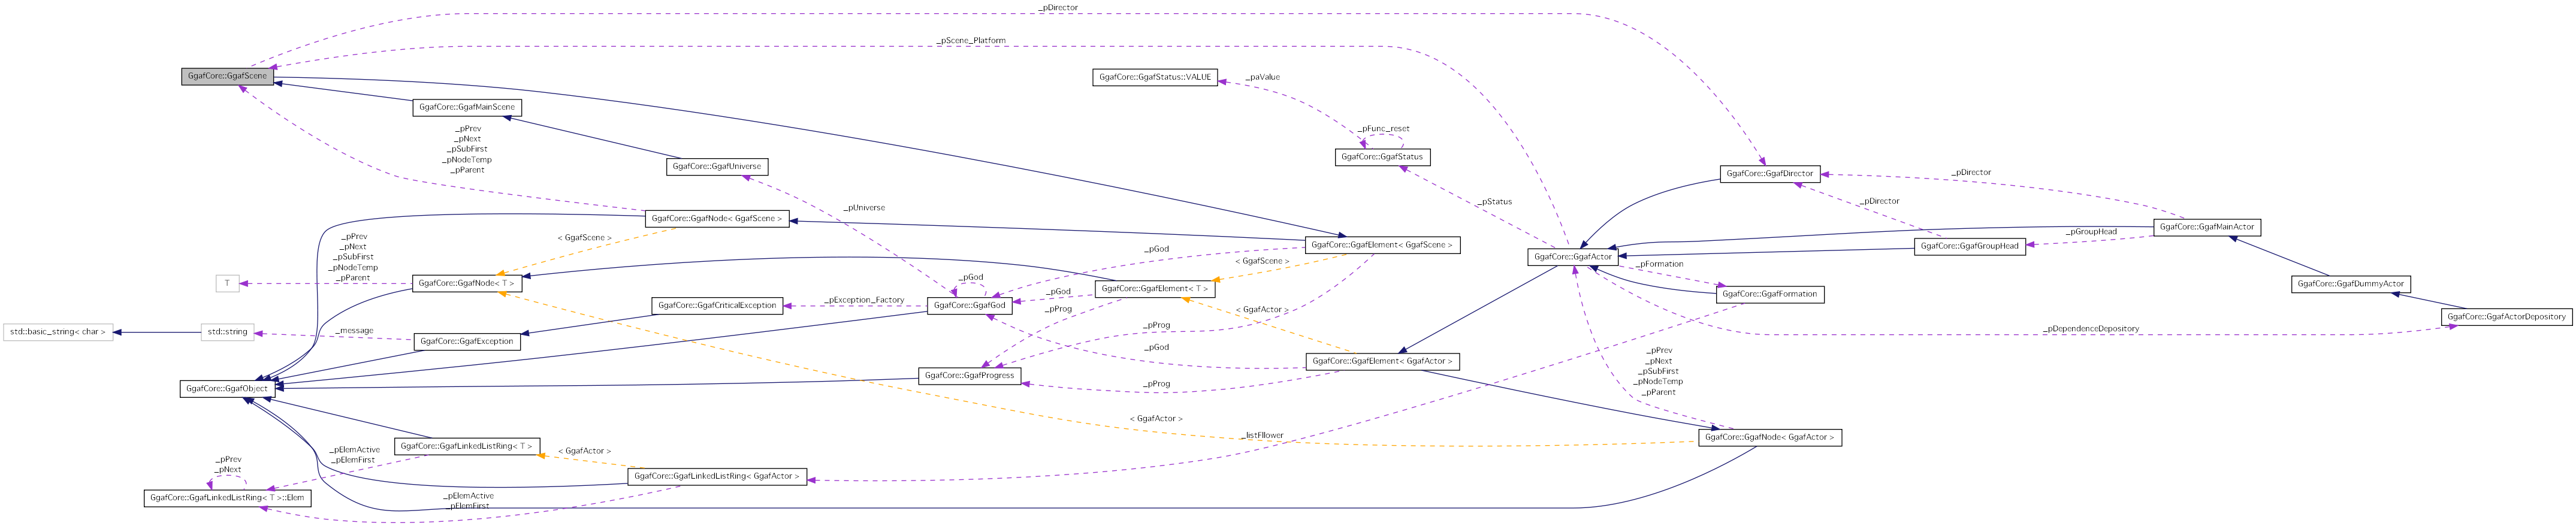 _pDirector
_pScene_Platform
GgafCore::GgafScene
GgafCore::GgafStatus::VALUE
_paValue
GgafCore::GgafMainScene
_pPrev
_pNext
_pSubFirst
_pNodeTemp
_pParent
_pFunc_reset
GgafCore::GgafStatus
GgafCore::GgafUniverse
GgafCore::GgafDirector
_pDirector
_pStatus
_pDirector
_pUniverse
GgafCore::GgafNode< GgafScene >
GgafCore::GgafMainActor
_pGroupHead
< GgafScene >
_pPrev
_pNext
_pSubFirst
_pNodeTemp
_pParent
GgafCore::GgafElement< GgafScene >
GgafCore::GgafGroupHead
_pGod
GgafCore::GgafActor
< GgafScene >
_pFormation
_pGod
T
GgafCore::GgafNode< T >
GgafCore::GgafElement< T >
_pGod
GgafCore::GgafDummyActor
GgafCore::GgafFormation
_pException_Factory
GgafCore::GgafCriticalException
GgafCore::GgafGod
_pProg
< GgafActor >
GgafCore::GgafActorDepository
_pProg
_pDependenceDepository
std::basic_string< char >
std::string
_message
GgafCore::GgafException
_pGod
GgafCore::GgafElement< GgafActor >
_pPrev
_pNext
_pSubFirst
_pNodeTemp
_pParent
GgafCore::GgafProgress
_pProg
GgafCore::GgafObject
< GgafActor >
_listFllower
GgafCore::GgafNode< GgafActor >
GgafCore::GgafLinkedListRing< T >
_pElemActive
_pElemFirst
< GgafActor >
_pPrev
_pNext
GgafCore::GgafLinkedListRing< GgafActor >
GgafCore::GgafLinkedListRing< T >::Elem
_pElemActive
_pElemFirst